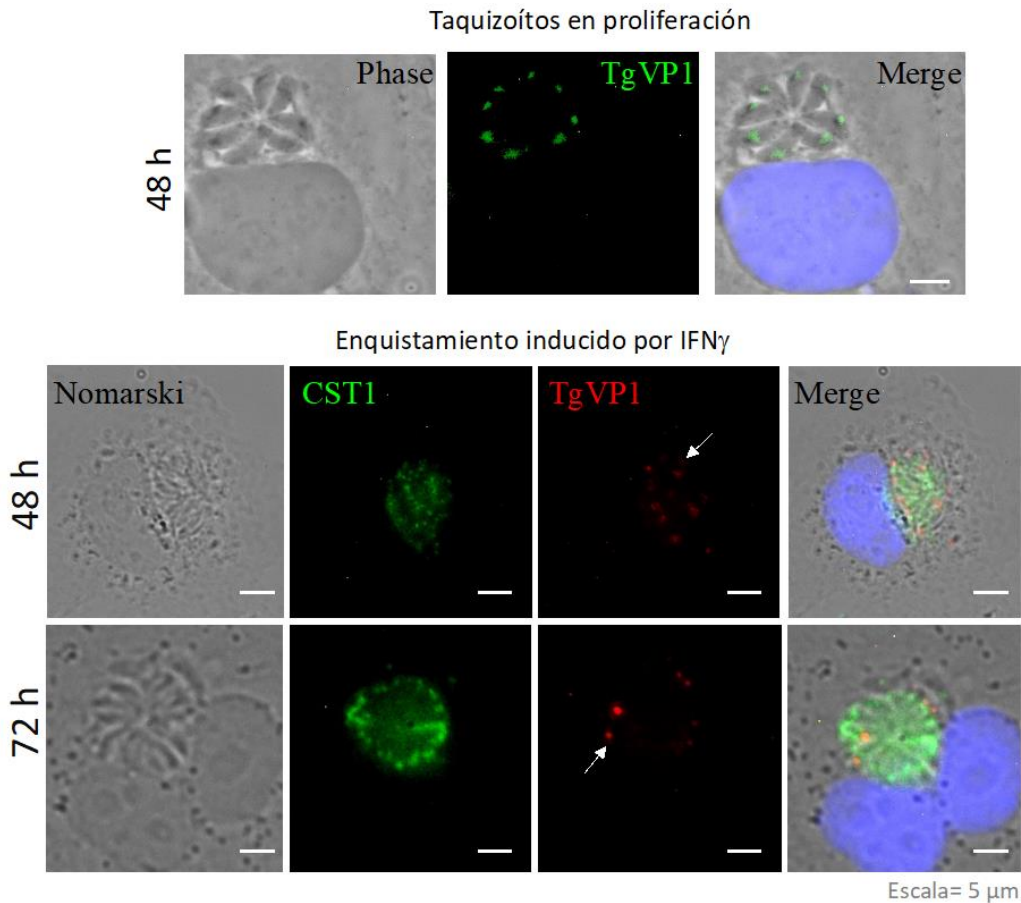 Taquizoítos en proliferación
Phase
TgVP1
Merge
48 h
Enquistamiento inducido por IFNγ
Nomarski
CST1
TgVP1
Merge
48 h
72 h
Escala= 5 µm